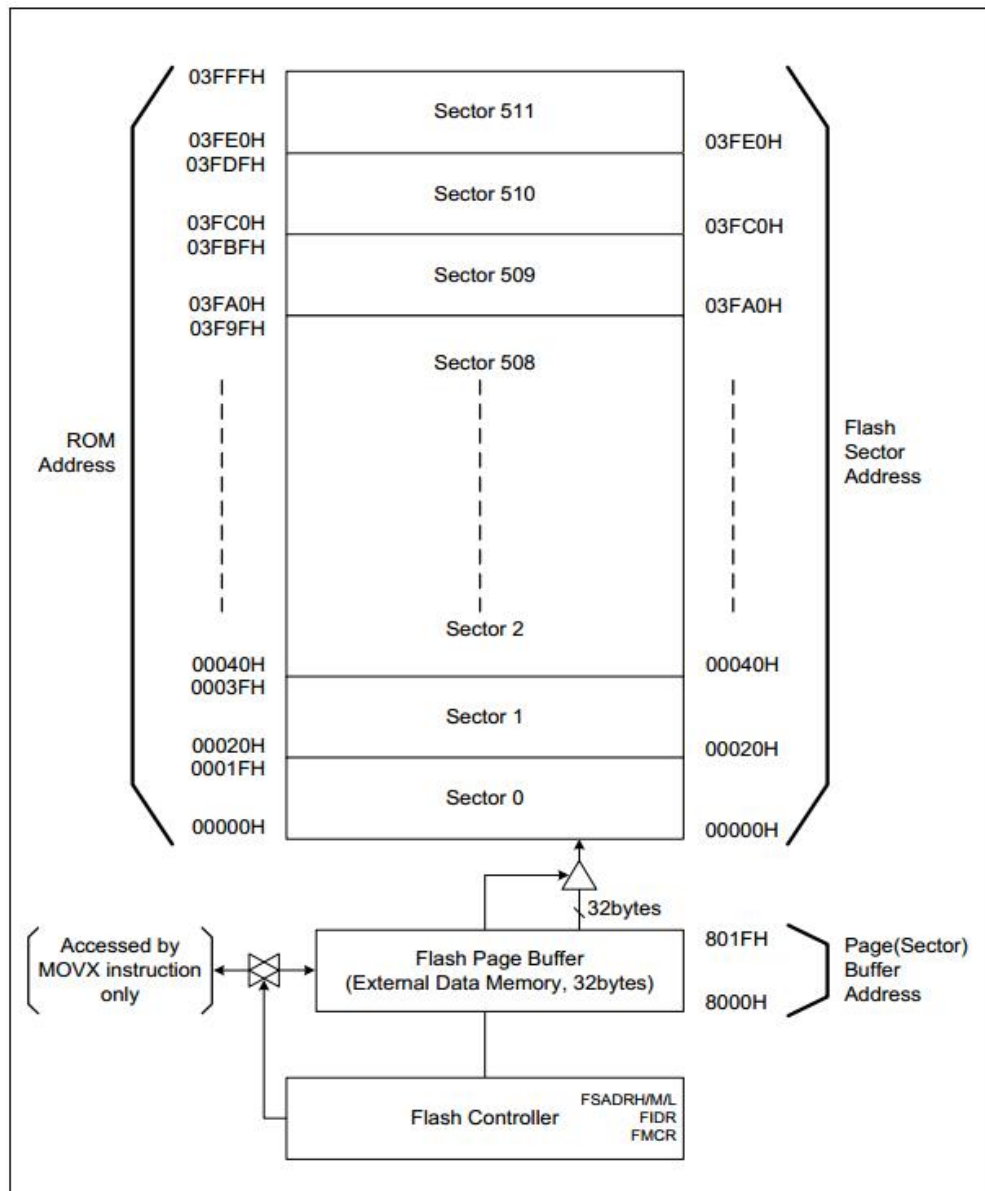 03FFFH
Sector 511
03FE0H
03FE0H
03FDFH
Sector 510
03FC0H
03FC0H
03FBFH
Sector 509
03FA0H
03FA0H
03F9FH
Sector 508
ROM
Address
Flash
Sector
Address
Sector 2
00040H
00040H
0003FH
Sector 1
00020H
00020H
0001FH
Sector 0
00000H
00000H
32bytes
Accessed by
MOVX instruction
only
Flash Page Buffer
(External Data Memory, 32bytes)
801FH
8000H
Page(Sector)
Buffer
Address
Flash Controller
FSADRH/M/L
FIDR
FMCR